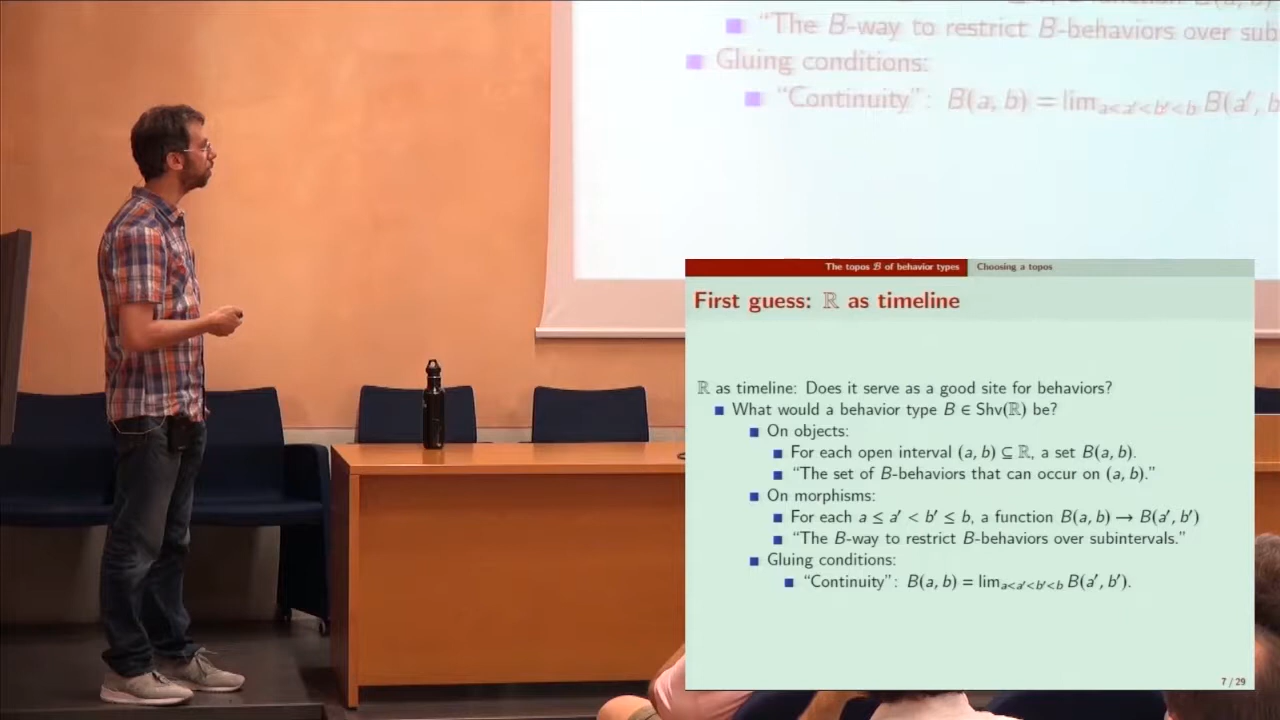 "The B-way to restrict B-behaviors over sub
Gluing conditions:
"Continuity": B(a, b) = lim a<a′<b′<b B(a′, b
The topos ℬ of behavior types Choosing a topos
First guess: ℝ as timeline
ℝ as timeline: Does it serve as a good site for behaviors?
What would a behavior type B ∈ Shv(ℝ) be?
On objects:
For each open interval (a, b) ⊆ ℝ, a set B(a, b).
"The set of B-behaviors that can occur on (a, b)."
On morphisms:
For each a ≤ a′ < b′ ≤ b, a function B(a, b) → B(a′, b′)
"The B-way to restrict B-behaviors over subintervals."
Gluing conditions:
"Continuity": B(a, b) = lim a<a′<b′<b B(a′, b′).
7 / 29